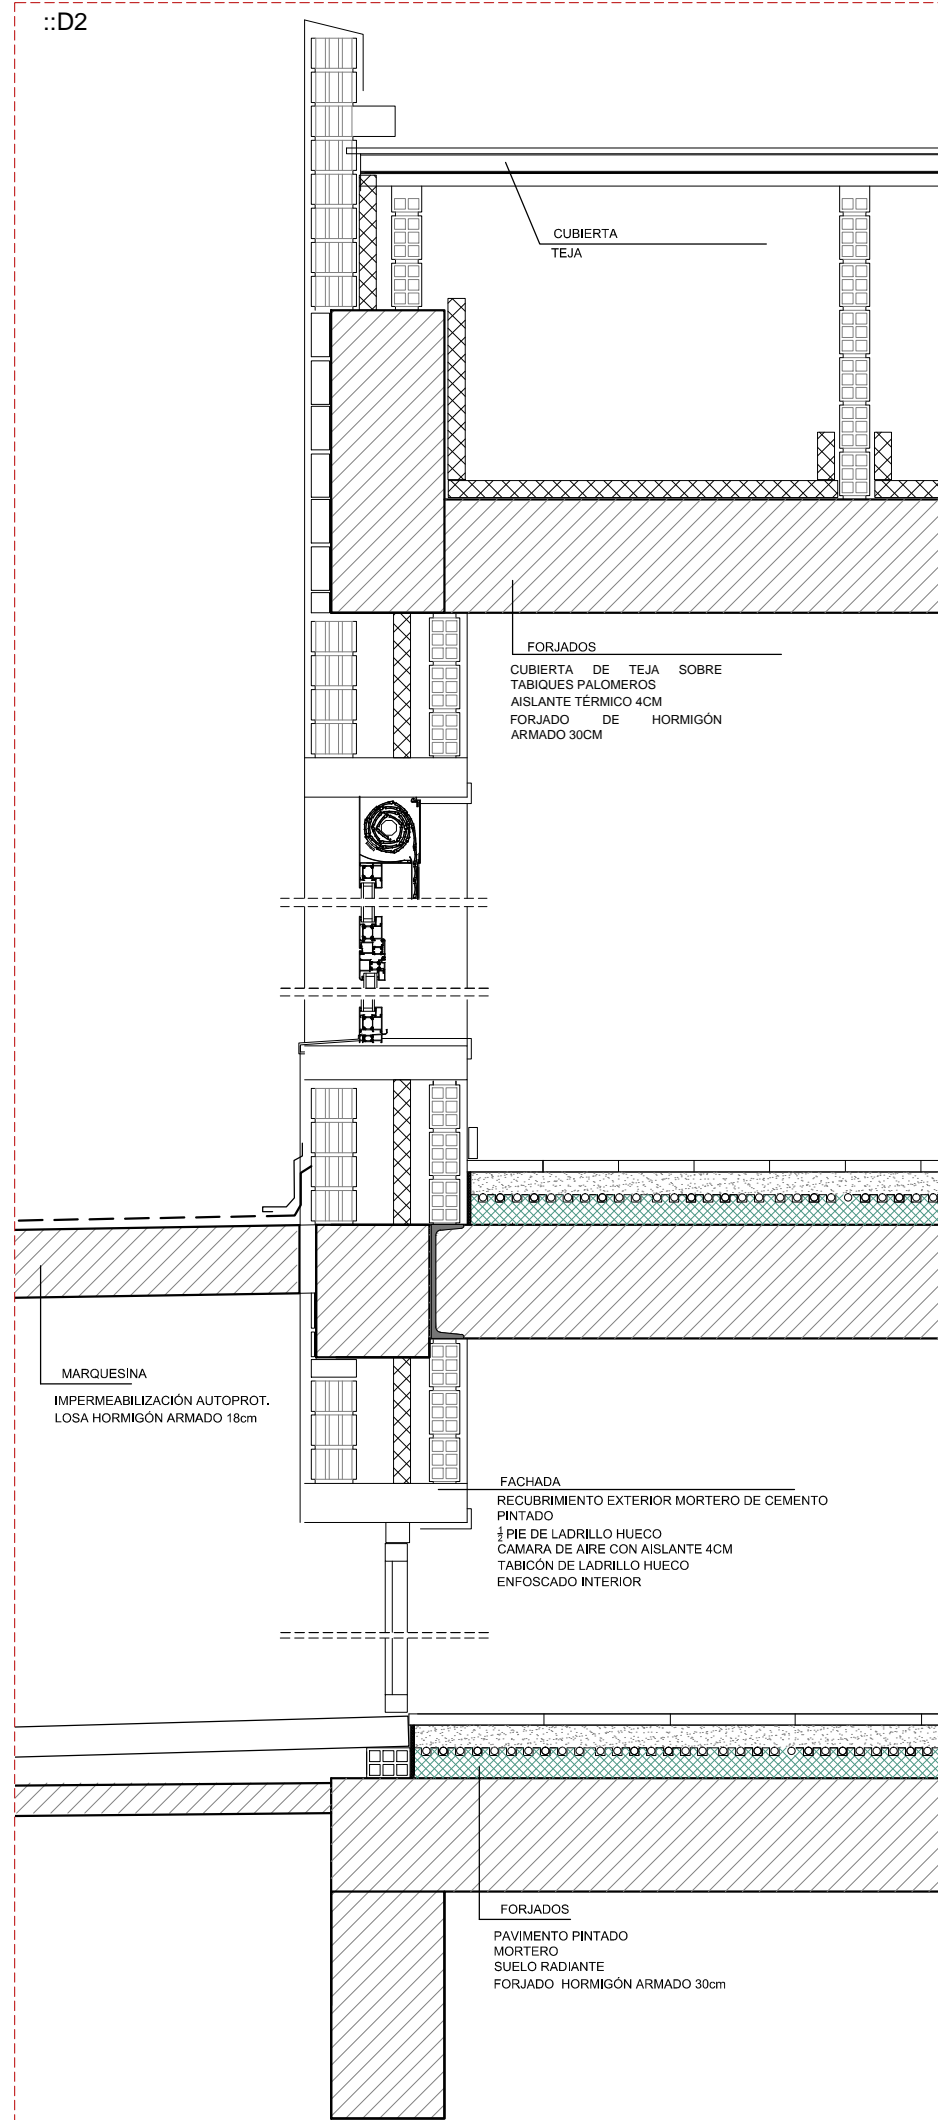 ::D2
CUBIERTA
TEJA
FORJADOS
CUBIERTA DE TEJA SOBRE
TABIQUES PALOMEROS
AISLANTE TÉRMICO 4CM
FORJADO DE HORMIGÓN
ARMADO 30CM
MARQUESINA
IMPERMEABILIZACIÓN AUTOPROT.
LOSA HORMIGÓN ARMADO 18cm
FACHADA
RECUBRIMIENTO EXTERIOR MORTERO DE CEMENTO
PINTADO
½ PIE DE LADRILLO HUECO
CAMARA DE AIRE CON AISLANTE 4CM
TABICÓN DE LADRILLO HUECO
ENFOSCADO INTERIOR
FORJADOS
PAVIMENTO PINTADO
MORTERO
SUELO RADIANTE
FORJADO HORMIGÓN ARMADO 30cm